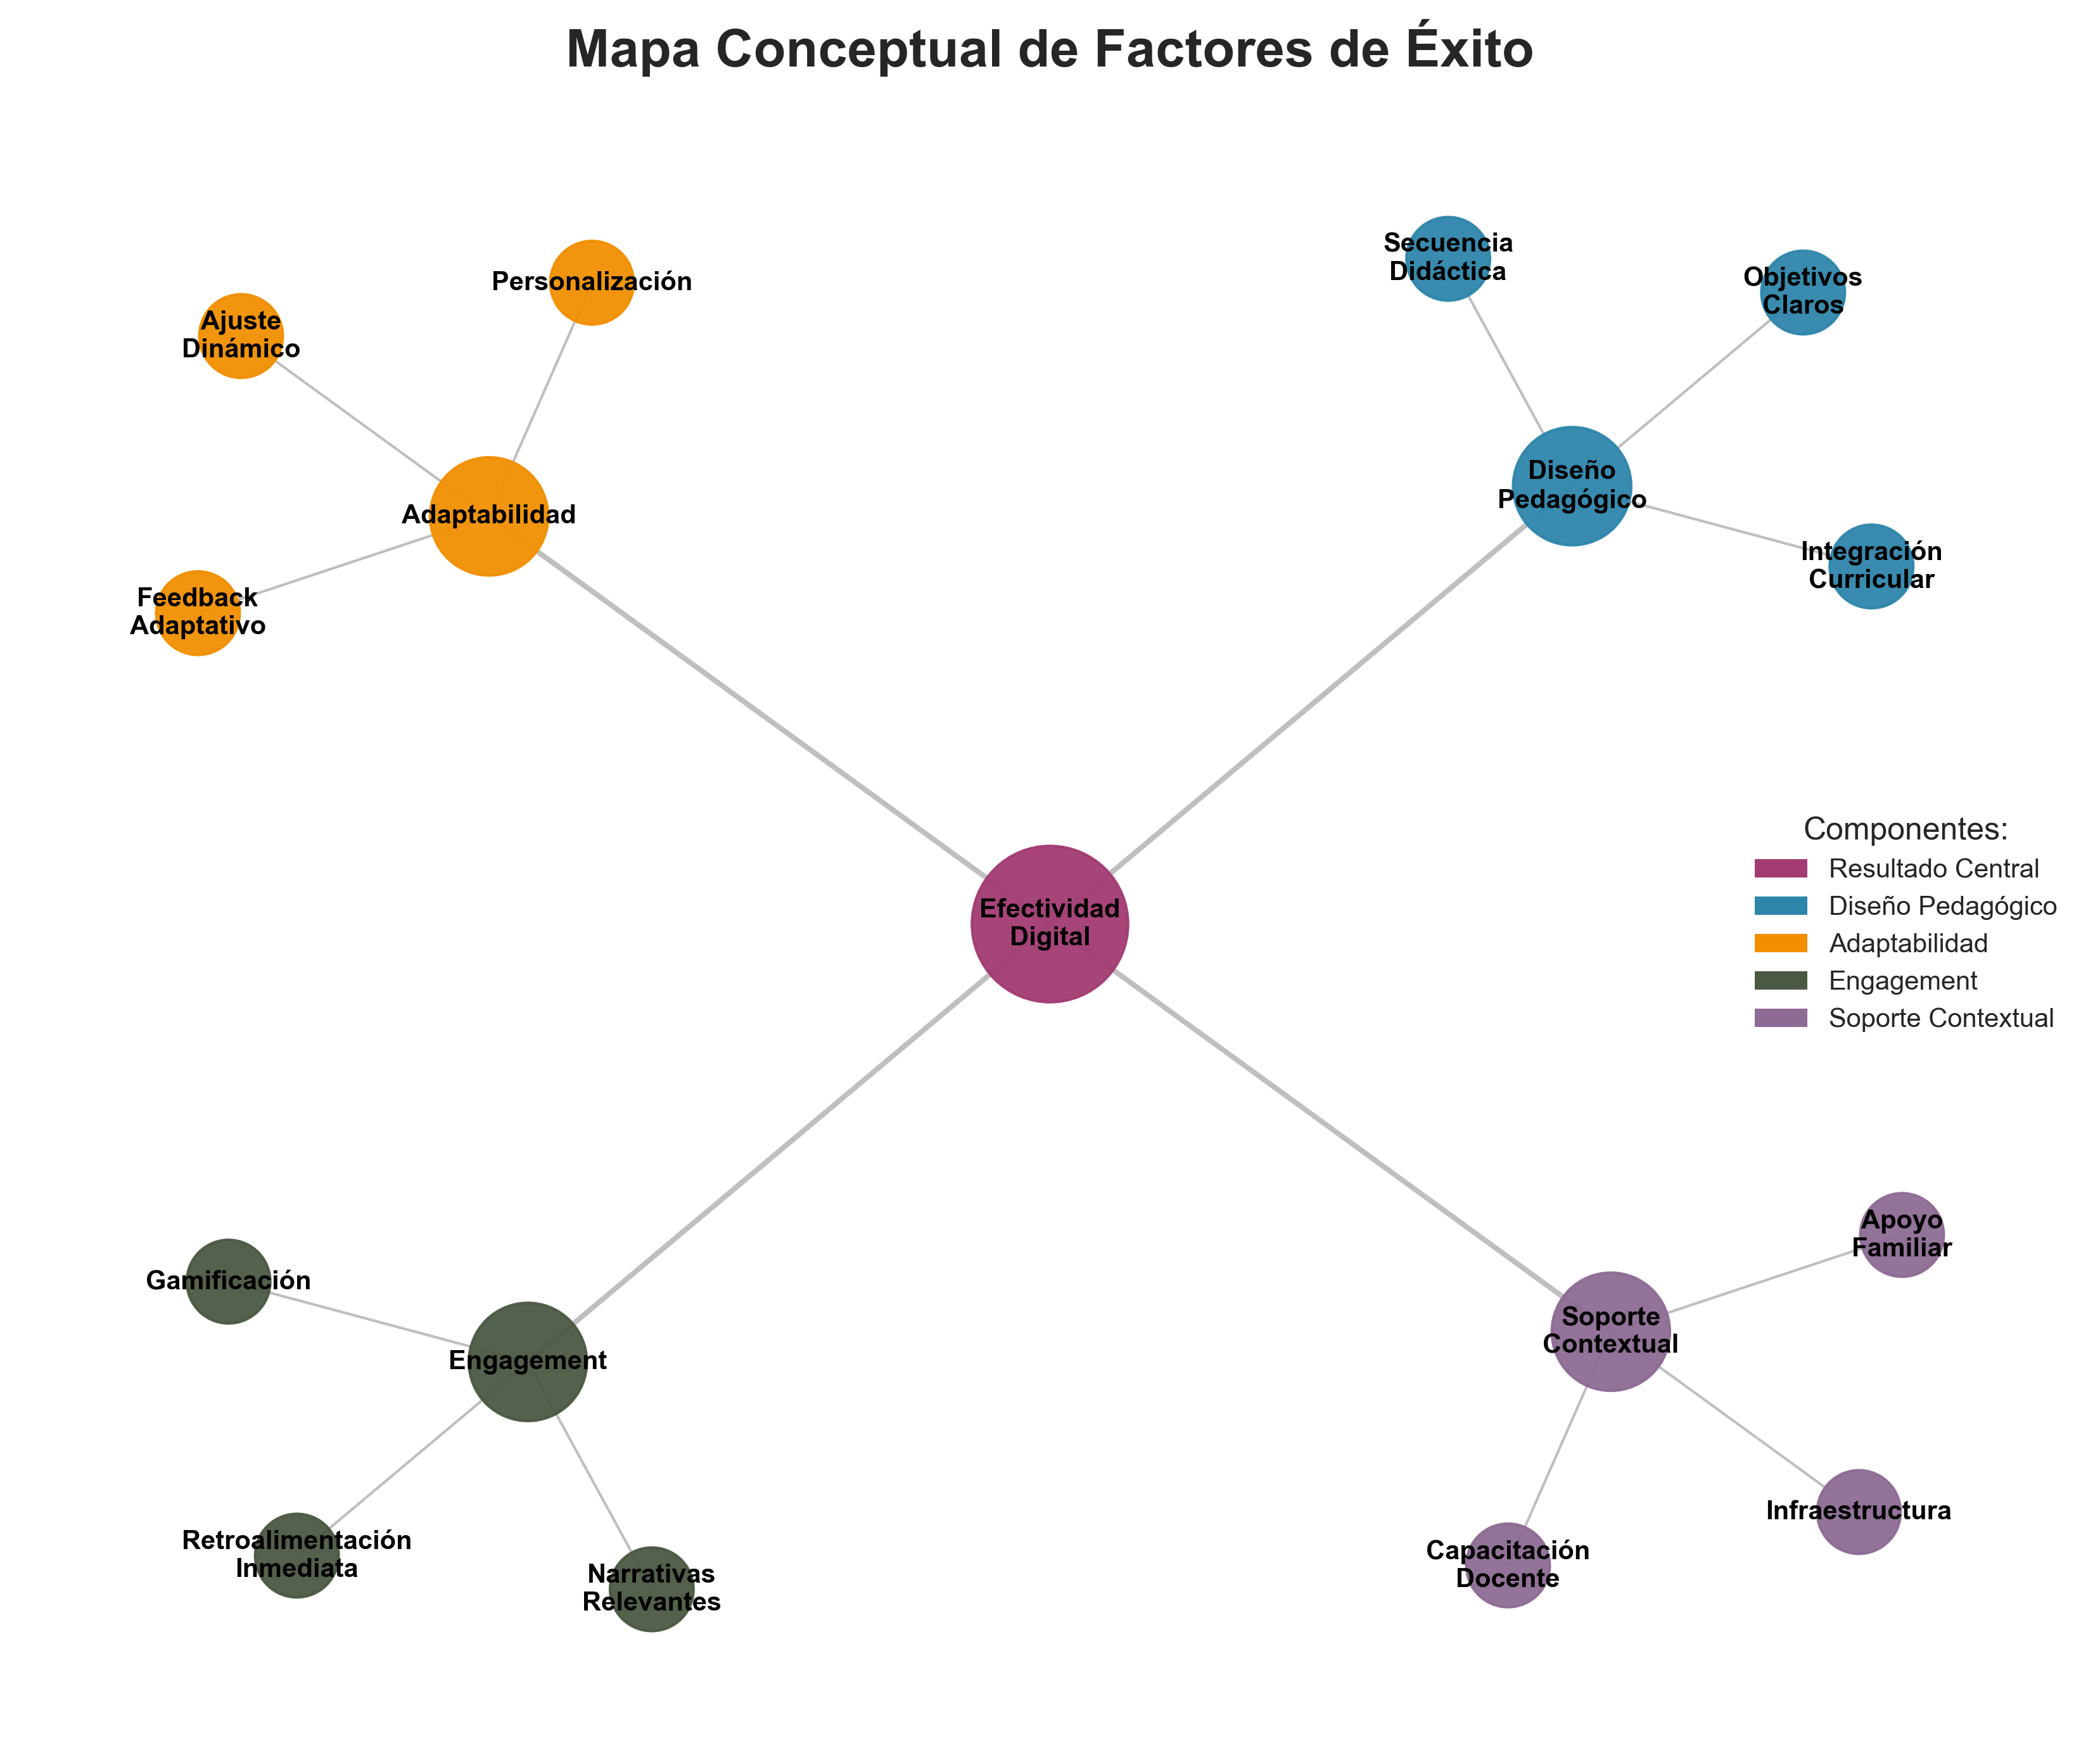 Mapa Conceptual de Factores de Éxito
Secuencia
Didáctica
Objetivos
Claros
Personalización
Ajuste
Dinámico
Diseño
Pedagógico
Adaptabilidad
Integración
Curricular
Feedback
Adaptativo
Efectividad
Digital
Componentes:
Resultado Central
Diseño Pedagógico
Adaptabilidad
Engagement
Soporte Contextual
Apoyo
Familiar
Gamificación
Soporte
Contextual
Engagement
Infraestructura
Retroalimentación
Inmediata
Capacitación
Docente
Narrativas
Relevantes